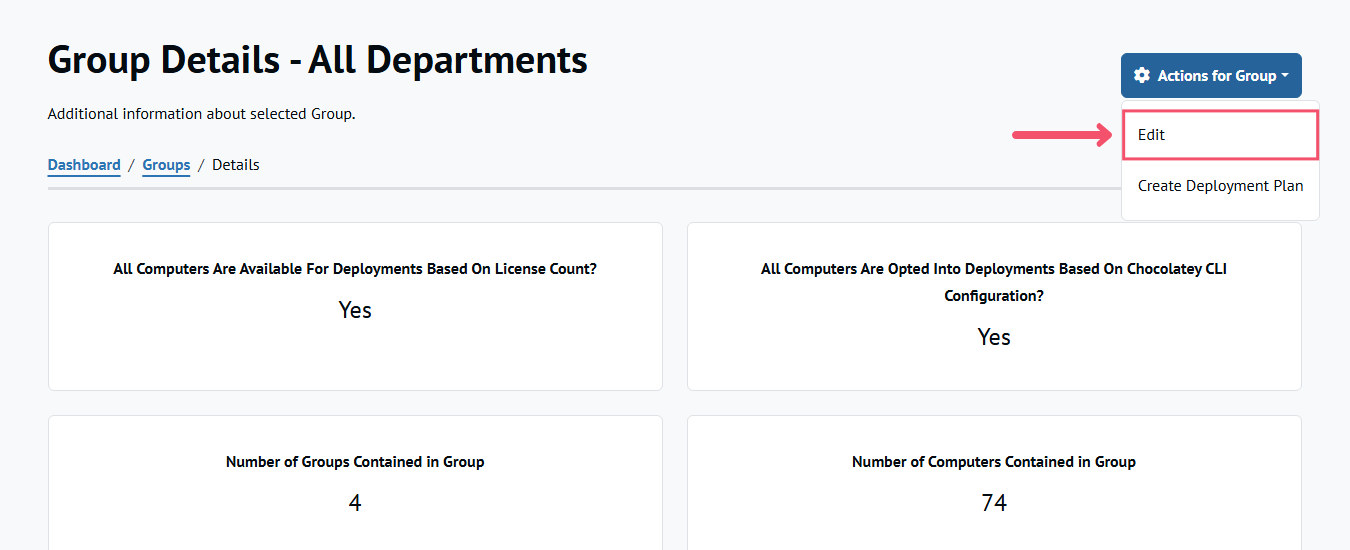 Group Details - All Departments
Actions for Group
Additional information about selected Group.
Edit
Dashboard / Groups / Details
Create Deployment Plan
All Computers Are Available For Deployments Based On License Count?
Yes
All Computers Are Opted Into Deployments Based On Chocolatey CLI
Configuration?
Yes
Number of Groups Contained in Group
4
Number of Computers Contained in Group
74